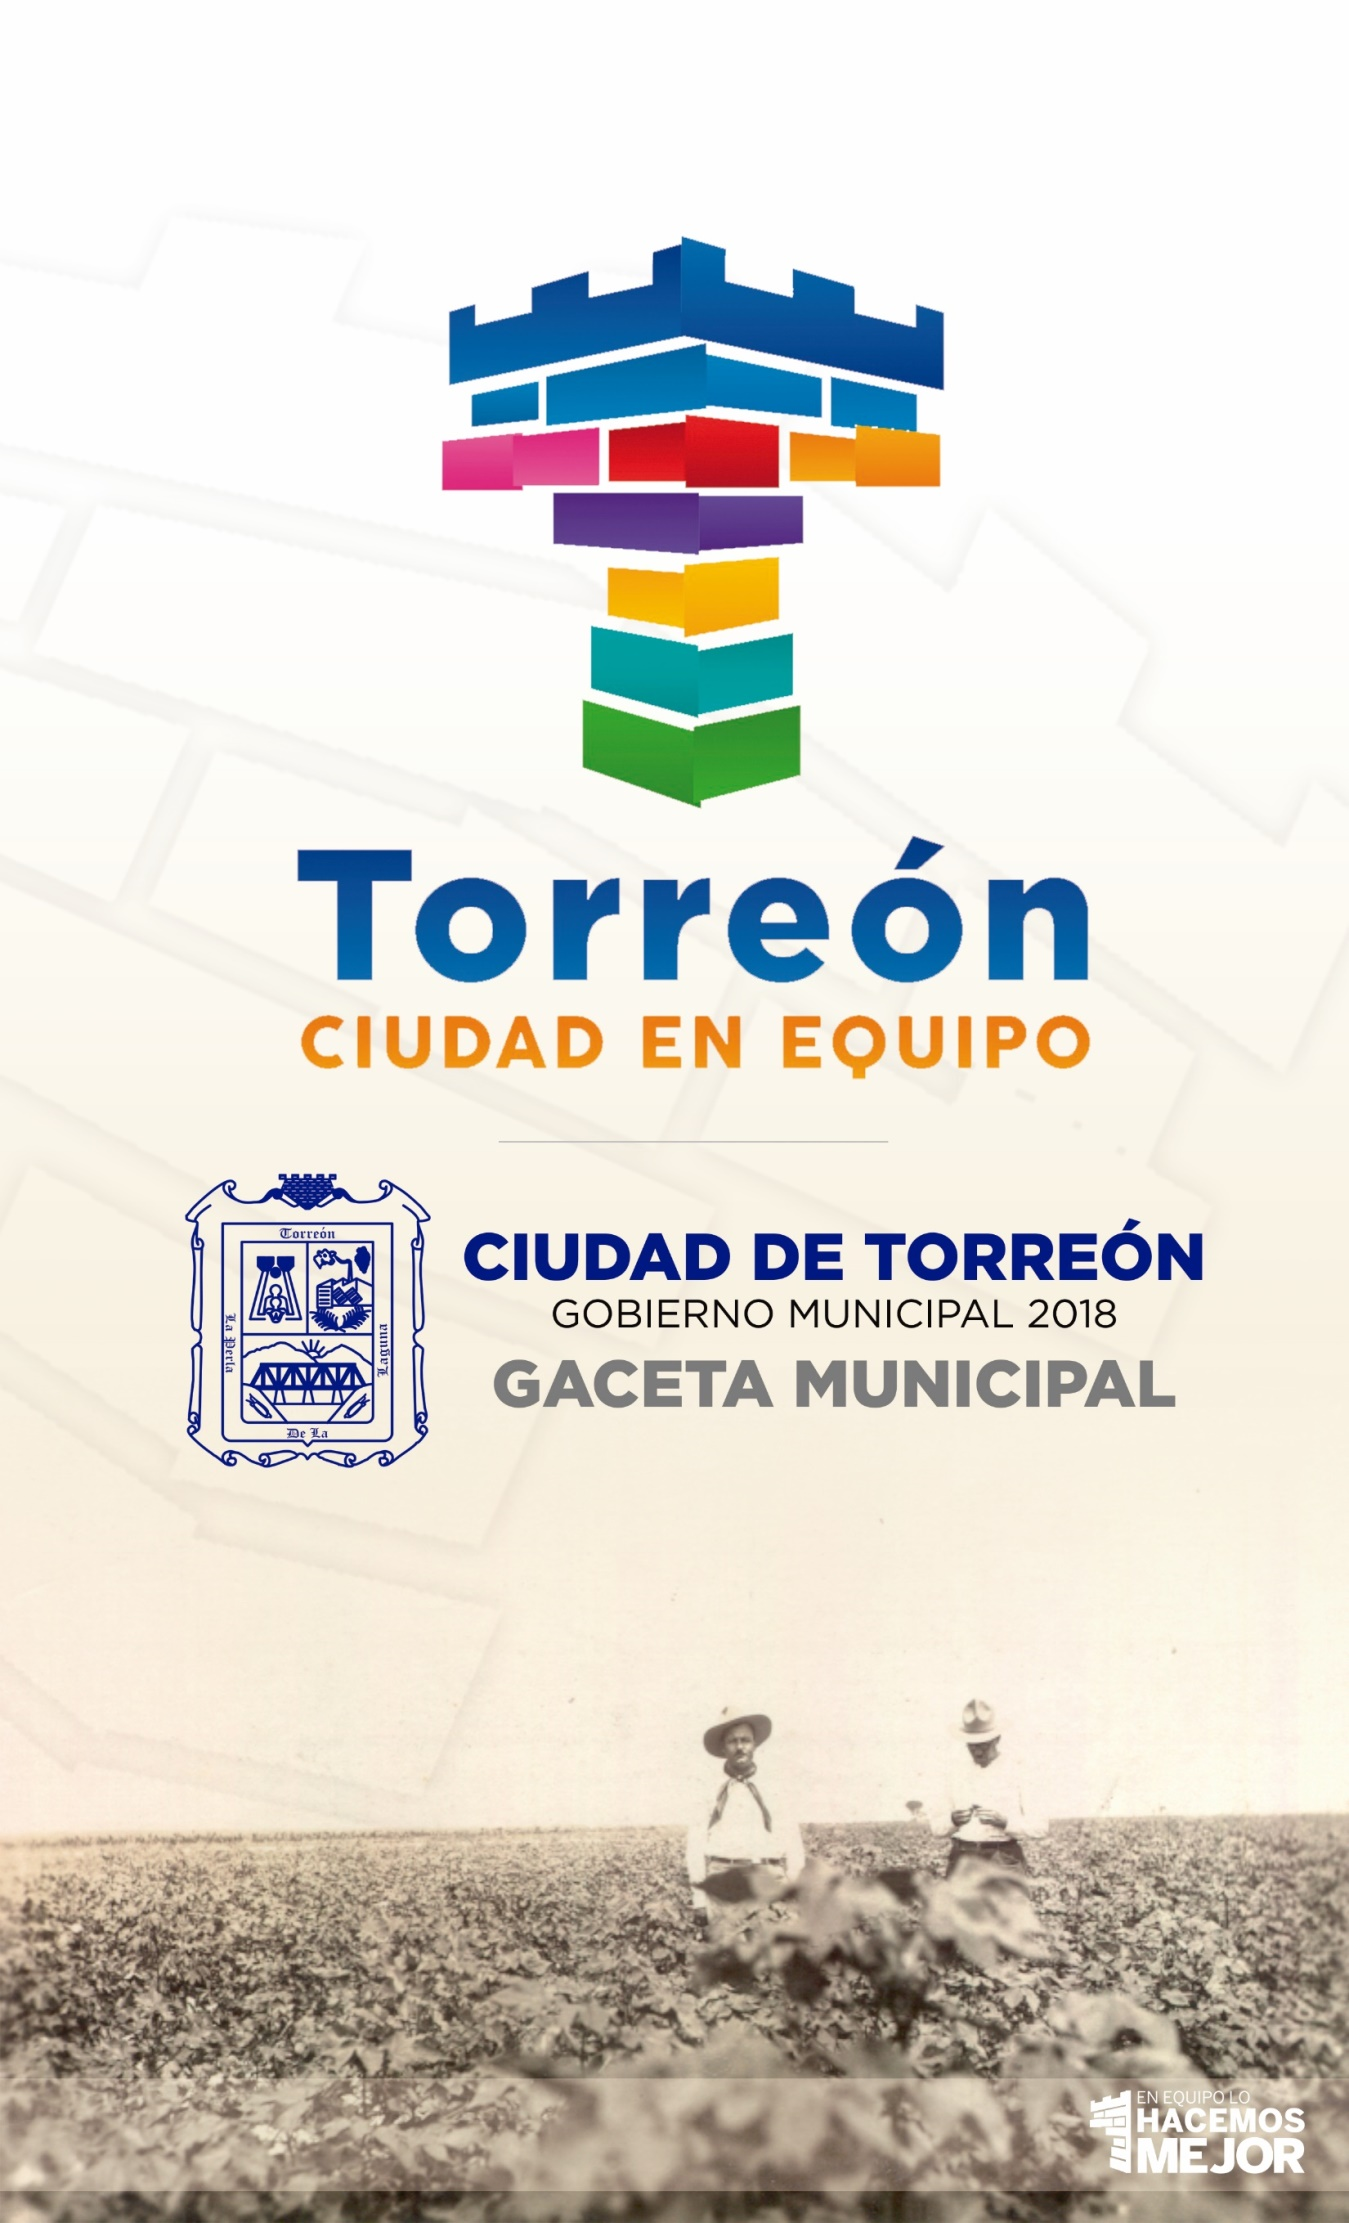 Torreón
CIUDAD EN EQUIPO
Torreón
La Perla
Laguna
De La
CIUDAD DE TORREÓN
GOBIERNO MUNICIPAL 2018
GACETA MUNICIPAL
EN EQUIPO LO
HACEMOS
MEJOR